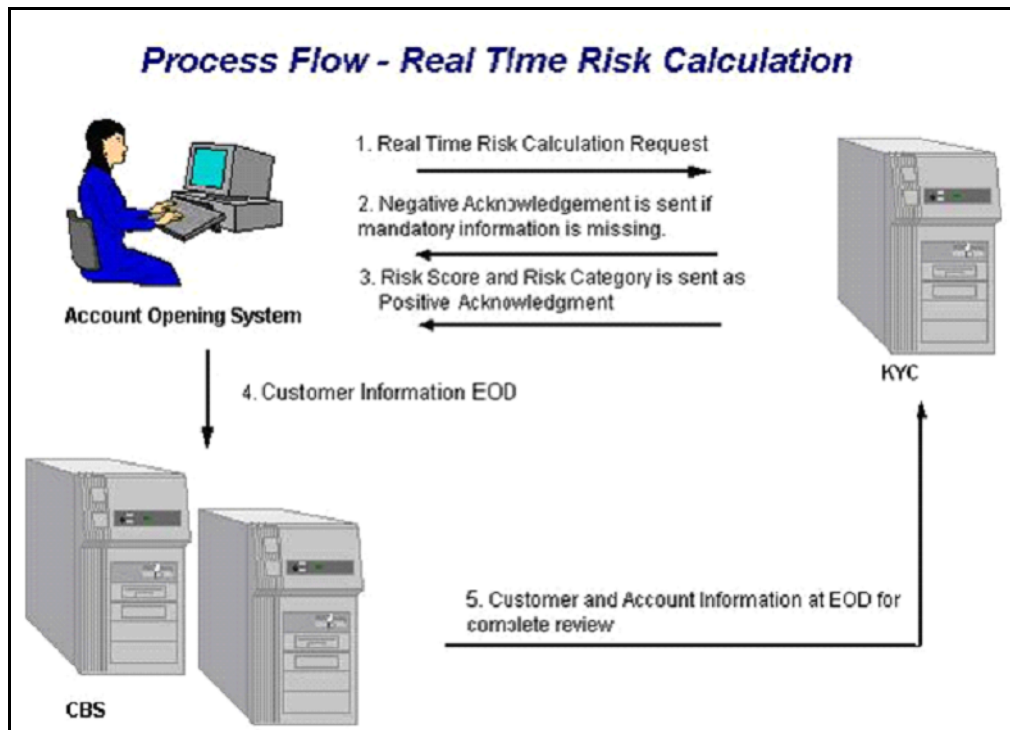 Process Flow - Real TIme Risk Calculation
1. Real Time Risk Calculation Request
2. Negative Acknowledgement is sent if
mandatory information is missing.
3. Risk Score and Risk Category is sent as
Positive Acknowledgment
Account Opening System
KYC
4. Customer Information EOD
5. Customer and Account Information at EOD for
complete review
CBS